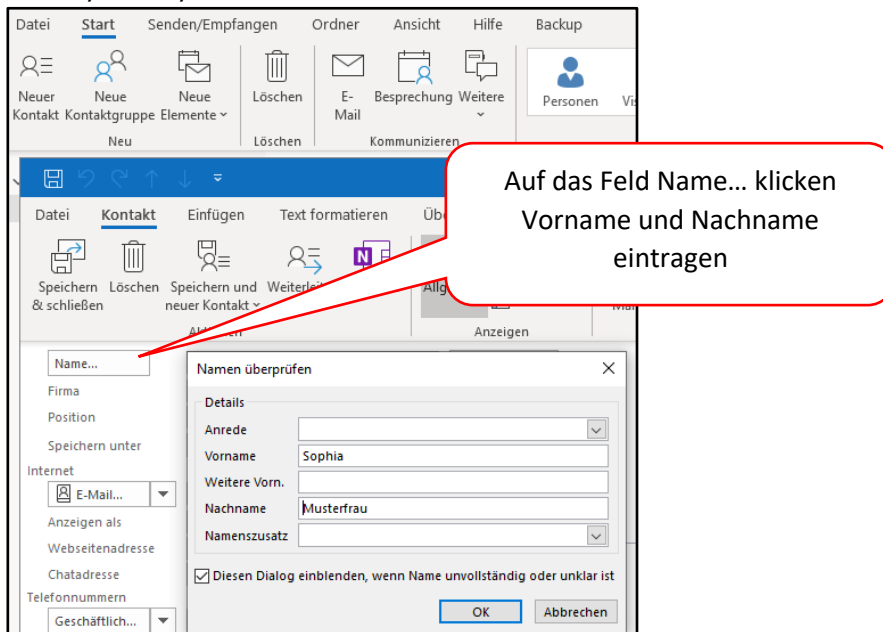 Datei Start Senden/Empfangen Ordner Ansicht Hilfe Backup
Neuer Neue Neue Löschen E- Besprechung Weitere Personen
Kontakt Kontaktgruppe Elemente Mail
Neu Löschen Kommunizieren
Auf das Feld Name... klicken
Vorname und Nachname
eintragen
Datei Kontakt Einfügen Text formatieren
Speichern Löschen Speichern und
& schließen neuer Kontakt
Anzeigen
Name... Namen überprüfen
Firma Details
Position Anrede
Speichern unter Vorname Sophia
Internet Weitere Vorn.
E-Mail... Nachname Musterfrau
Anzeigen als Namenszusatz
Webseitenadresse
Chatadresse Diesen Dialog einblenden, wenn Name unvollständig oder unklar ist
Telefonnummern
Geschäftlich... OK Abbrechen